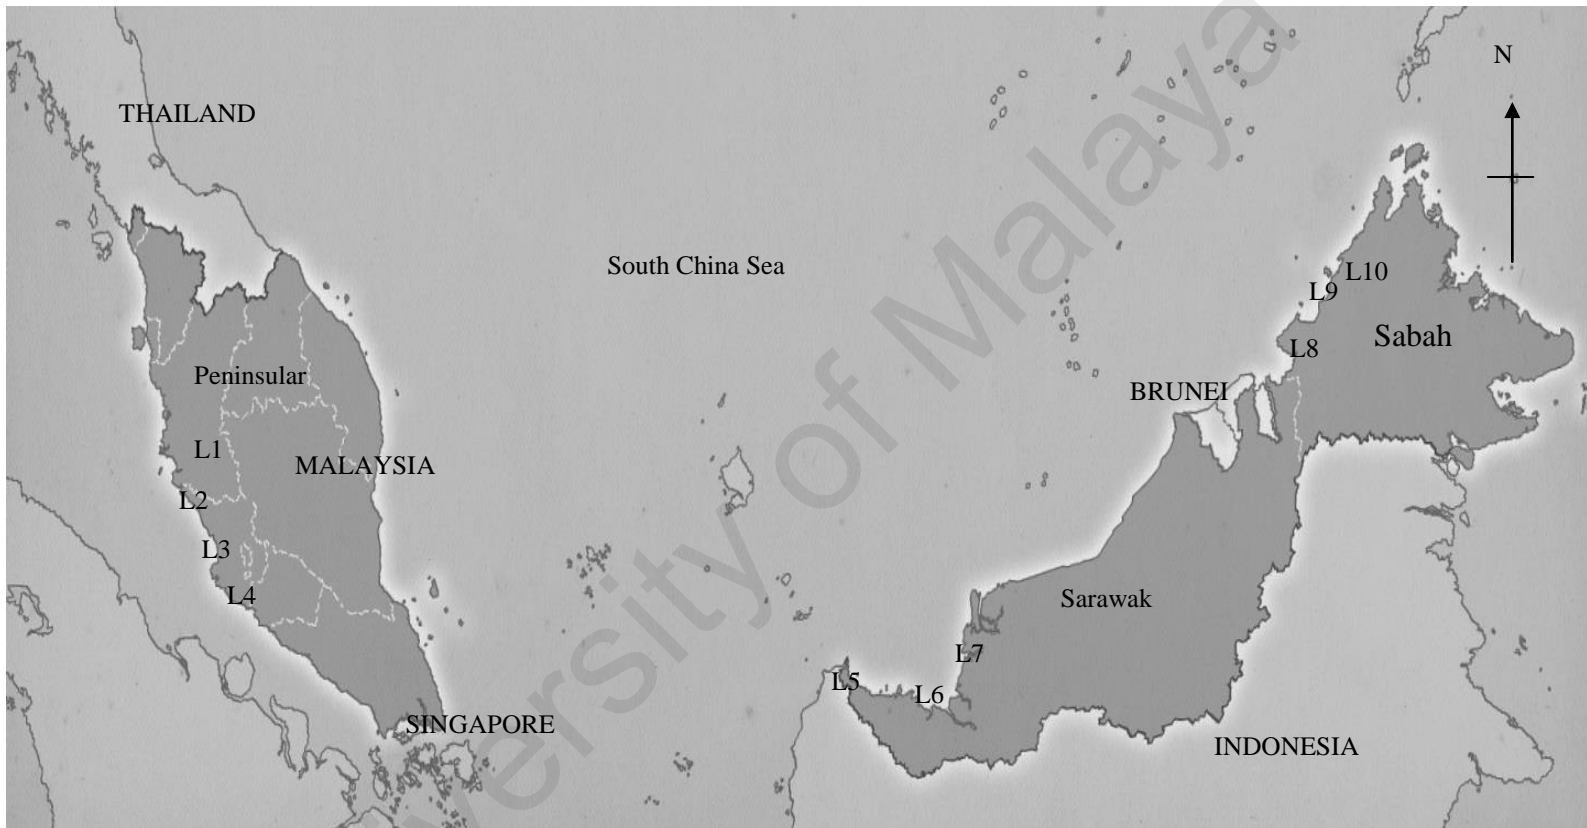 N
THAILAND
South China Sea
L10
L9
Sabah
L8
Peninsular
BRUNEI
L1
MALAYSIA
L2
L3
L4
Sarawak
L7
L5
L6
SINGAPORE
INDONESIA
University of Malaya